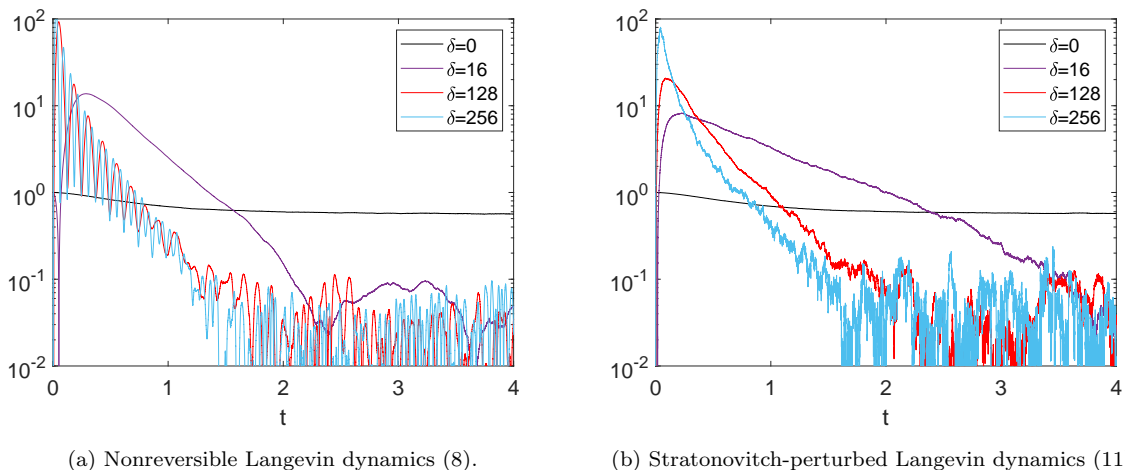 10^2
10^1
10^0
10^-1
10^-2
0
1
2
3
4
t
δ=0
δ=16
δ=128
δ=256
(a) Nonreversible Langevin dynamics (8).
10^2
10^1
10^0
10^-1
10^-2
0
1
2
3
4
t
δ=0
δ=16
δ=128
δ=256
(b) Stratonovitch-perturbed Langevin dynamics (11